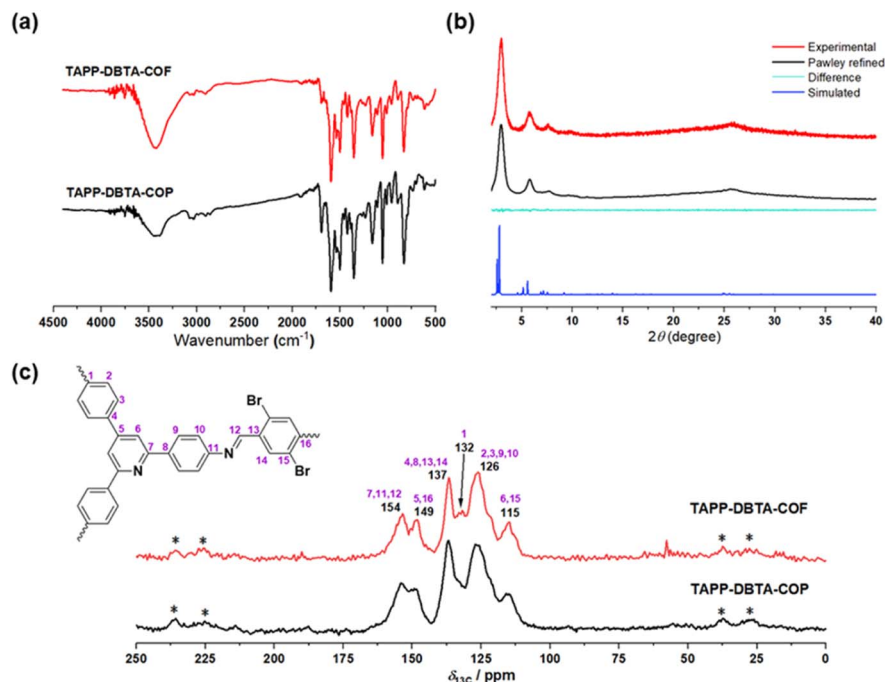 (a)
TAPP-DBTA-COF
TAPP-DBTA-COP
4500 4000 3500 3000 2500 2000 1500 1000 500
Wavenumber (cm⁻¹)
(b)
Experimental
Pawley refined
Difference
Simulated
5 10 15 20 25 30 35 40
2θ (degree)
(c)
1 2
3
4
5 6
7
8
9 10
11
N
N
12 13
14
15
16
Br
Br
7,11,12
154
5,16
149
4,8,13,14
137
1
132
2,3,9,10
126
6,15
115
* * * *
TAPP-DBTA-COF
* * * *
TAPP-DBTA-COP
250 225 200 175 150 125 100 75 50 25 0
δ13C / ppm